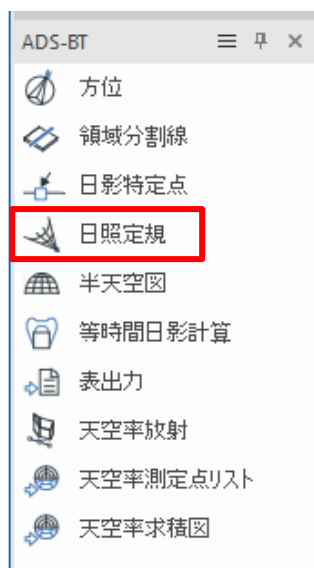 ADS-BT
方位
領域分割線
日影特定点
日照定規
半天空図
等時間日影計算
表出力
天空率放射
天空率測定点リスト
天空率求積図